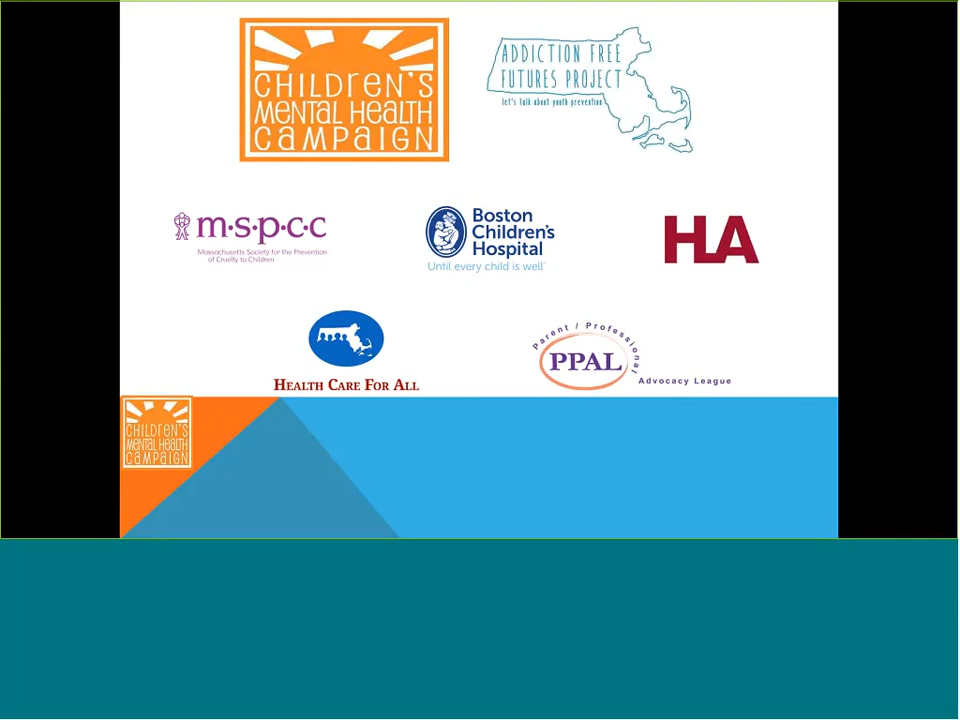 CHILDREN'S
MENTAL HEALTH
CAMPAIGN
ADDICTION FREE
FUTURES PROJECT
let's talk about youth prevention
m·s·p·c·c
Massachusetts Society for the Prevention
of Cruelty to Children
Boston
Children's
Hospital
Until every child is well™
HLA
HEALTH CARE FOR ALL
Parent / Professional
PPAL
Advocacy League
CHILDREN'S
MENTAL HEALTH
CAMPAIGN